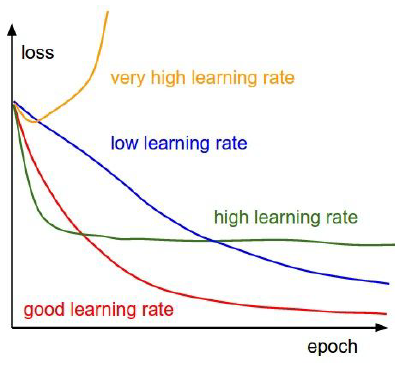 loss
very high learning rate
low learning rate
high learning rate
good learning rate
epoch